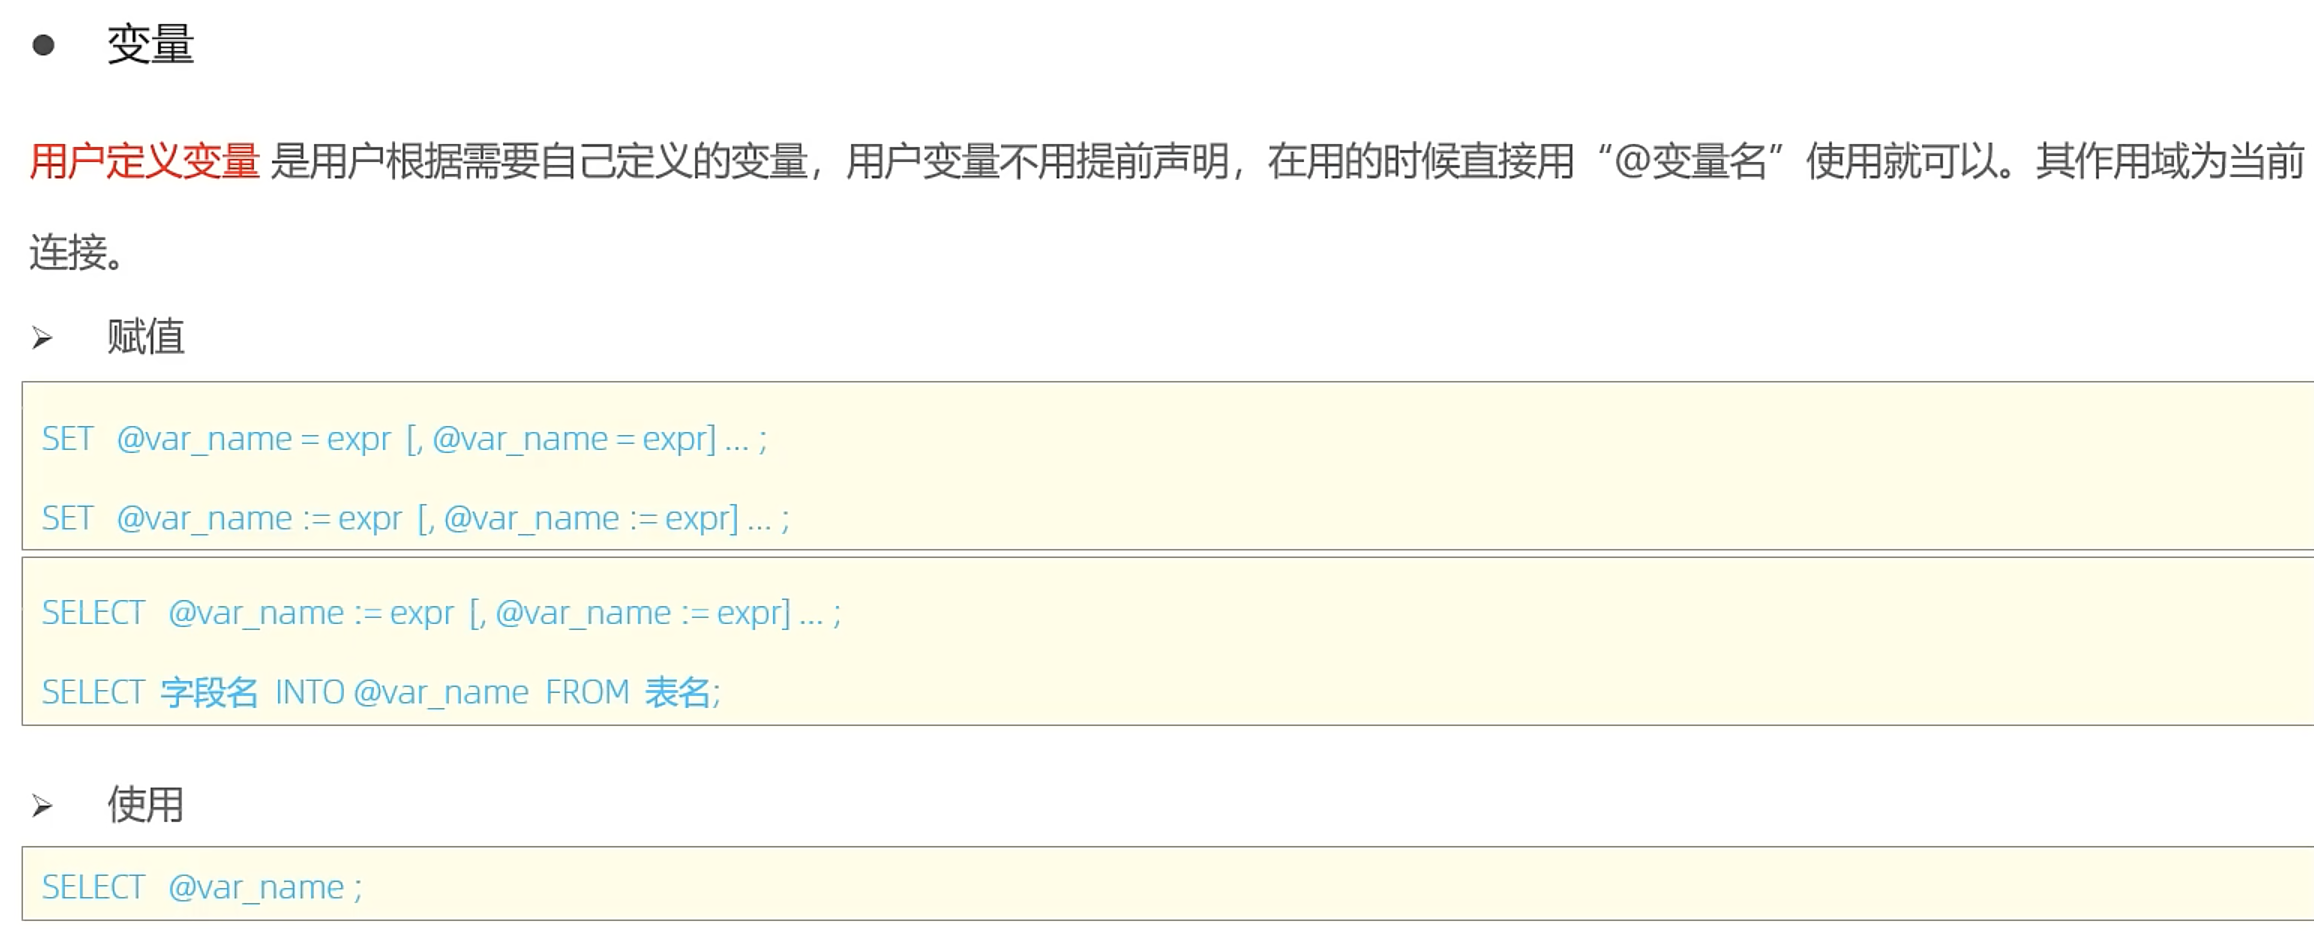 ● 变量
用户定义变量 是用户根据需要自己定义的变量，用户变量不用提前声明，在用的时候直接用“@变量名”使用就可以。其作用域为当前
连接。
➢ 赋值
SET @var_name = expr [, @var_name = expr] ... ;
SET @var_name := expr [, @var_name := expr] ... ;
SELECT @var_name := expr [, @var_name := expr] ... ;
SELECT 字段名 INTO @var_name FROM 表名;
➢ 使用
SELECT @var_name ;